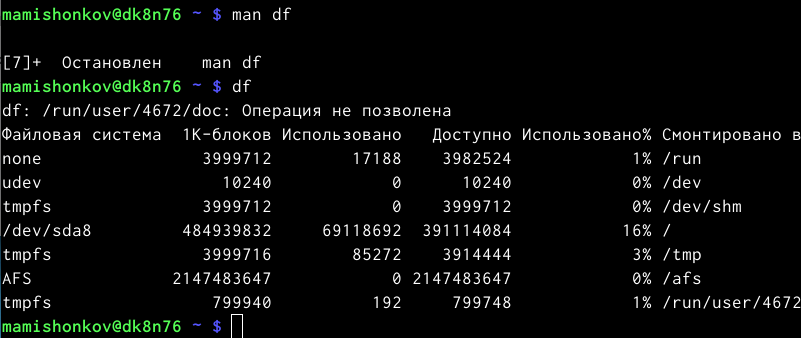 mamishonkov@dk8n76 ~ $ man df
[7]+  Остановлен    man df
mamishonkov@dk8n76 ~ $ df
df: /run/user/4672/doc: Операция не позволена
Файловая система  1K-блоков Использовано   Доступно Использовано% Смонтировано в
none                3999712        17188    3982524            1% /run
udev                  10240            0      10240            0% /dev
tmpfs               3999712            0    3999712            0% /dev/shm
/dev/sda8         484939832     69118692  391114084           16% /
tmpfs               3999716        85272    3914444            3% /tmp
AFS              2147483647            0 2147483647            0% /afs
tmpfs                799940          192     799748            1% /run/user/4672
mamishonkov@dk8n76 ~ $